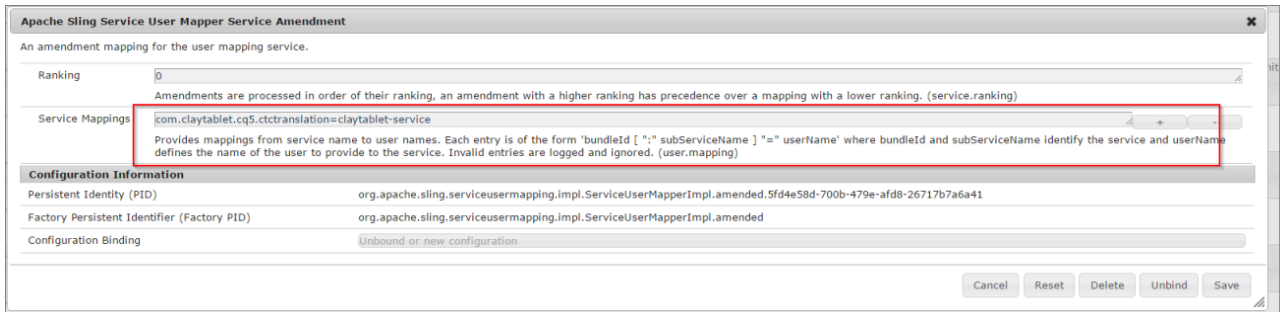 Apache Sling Service User Mapper Service Amendment
An amendment mapping for the user mapping service.
Ranking
0
Amendments are processed in order of their ranking, an amendment with a higher ranking has precedence over a mapping with a lower ranking. (service.ranking)
Service Mappings
com.claytablet.cq5.ctctranslation=claytablet-service
+ -
Provides mappings from service name to user names. Each entry is of the form 'bundleId [ ":" subServiceName ] "=" userName' where bundleId and subServiceName identify the service and userName
defines the name of the user to provide to the service. Invalid entries are logged and ignored. (user.mapping)
Configuration Information
Persistent Identity (PID) org.apache.sling.serviceusermapping.impl.ServiceUserMapperImpl.amended.5fd4e58d-700b-479e-afd8-26717b7a6a41
Factory Persistent Identifier (Factory PID) org.apache.sling.serviceusermapping.impl.ServiceUserMapperImpl.amended
Configuration Binding Unbound or new configuration
Cancel Reset Delete Unbind Save